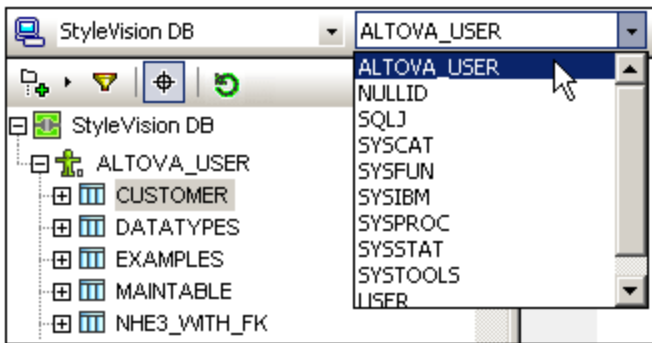 StyleVision DB
ALTOVA_USER
ALTOVA_USER
NULLID
SQLJ
SYSCAT
SYSFUN
SYSIBM
SYSPROC
SYSSTAT
SYSTOOLS
USER
StyleVision DB
ALTOVA_USER
CUSTOMER
DATATYPES
EXAMPLES
MAINTABLE
NHE3_WITH_FK